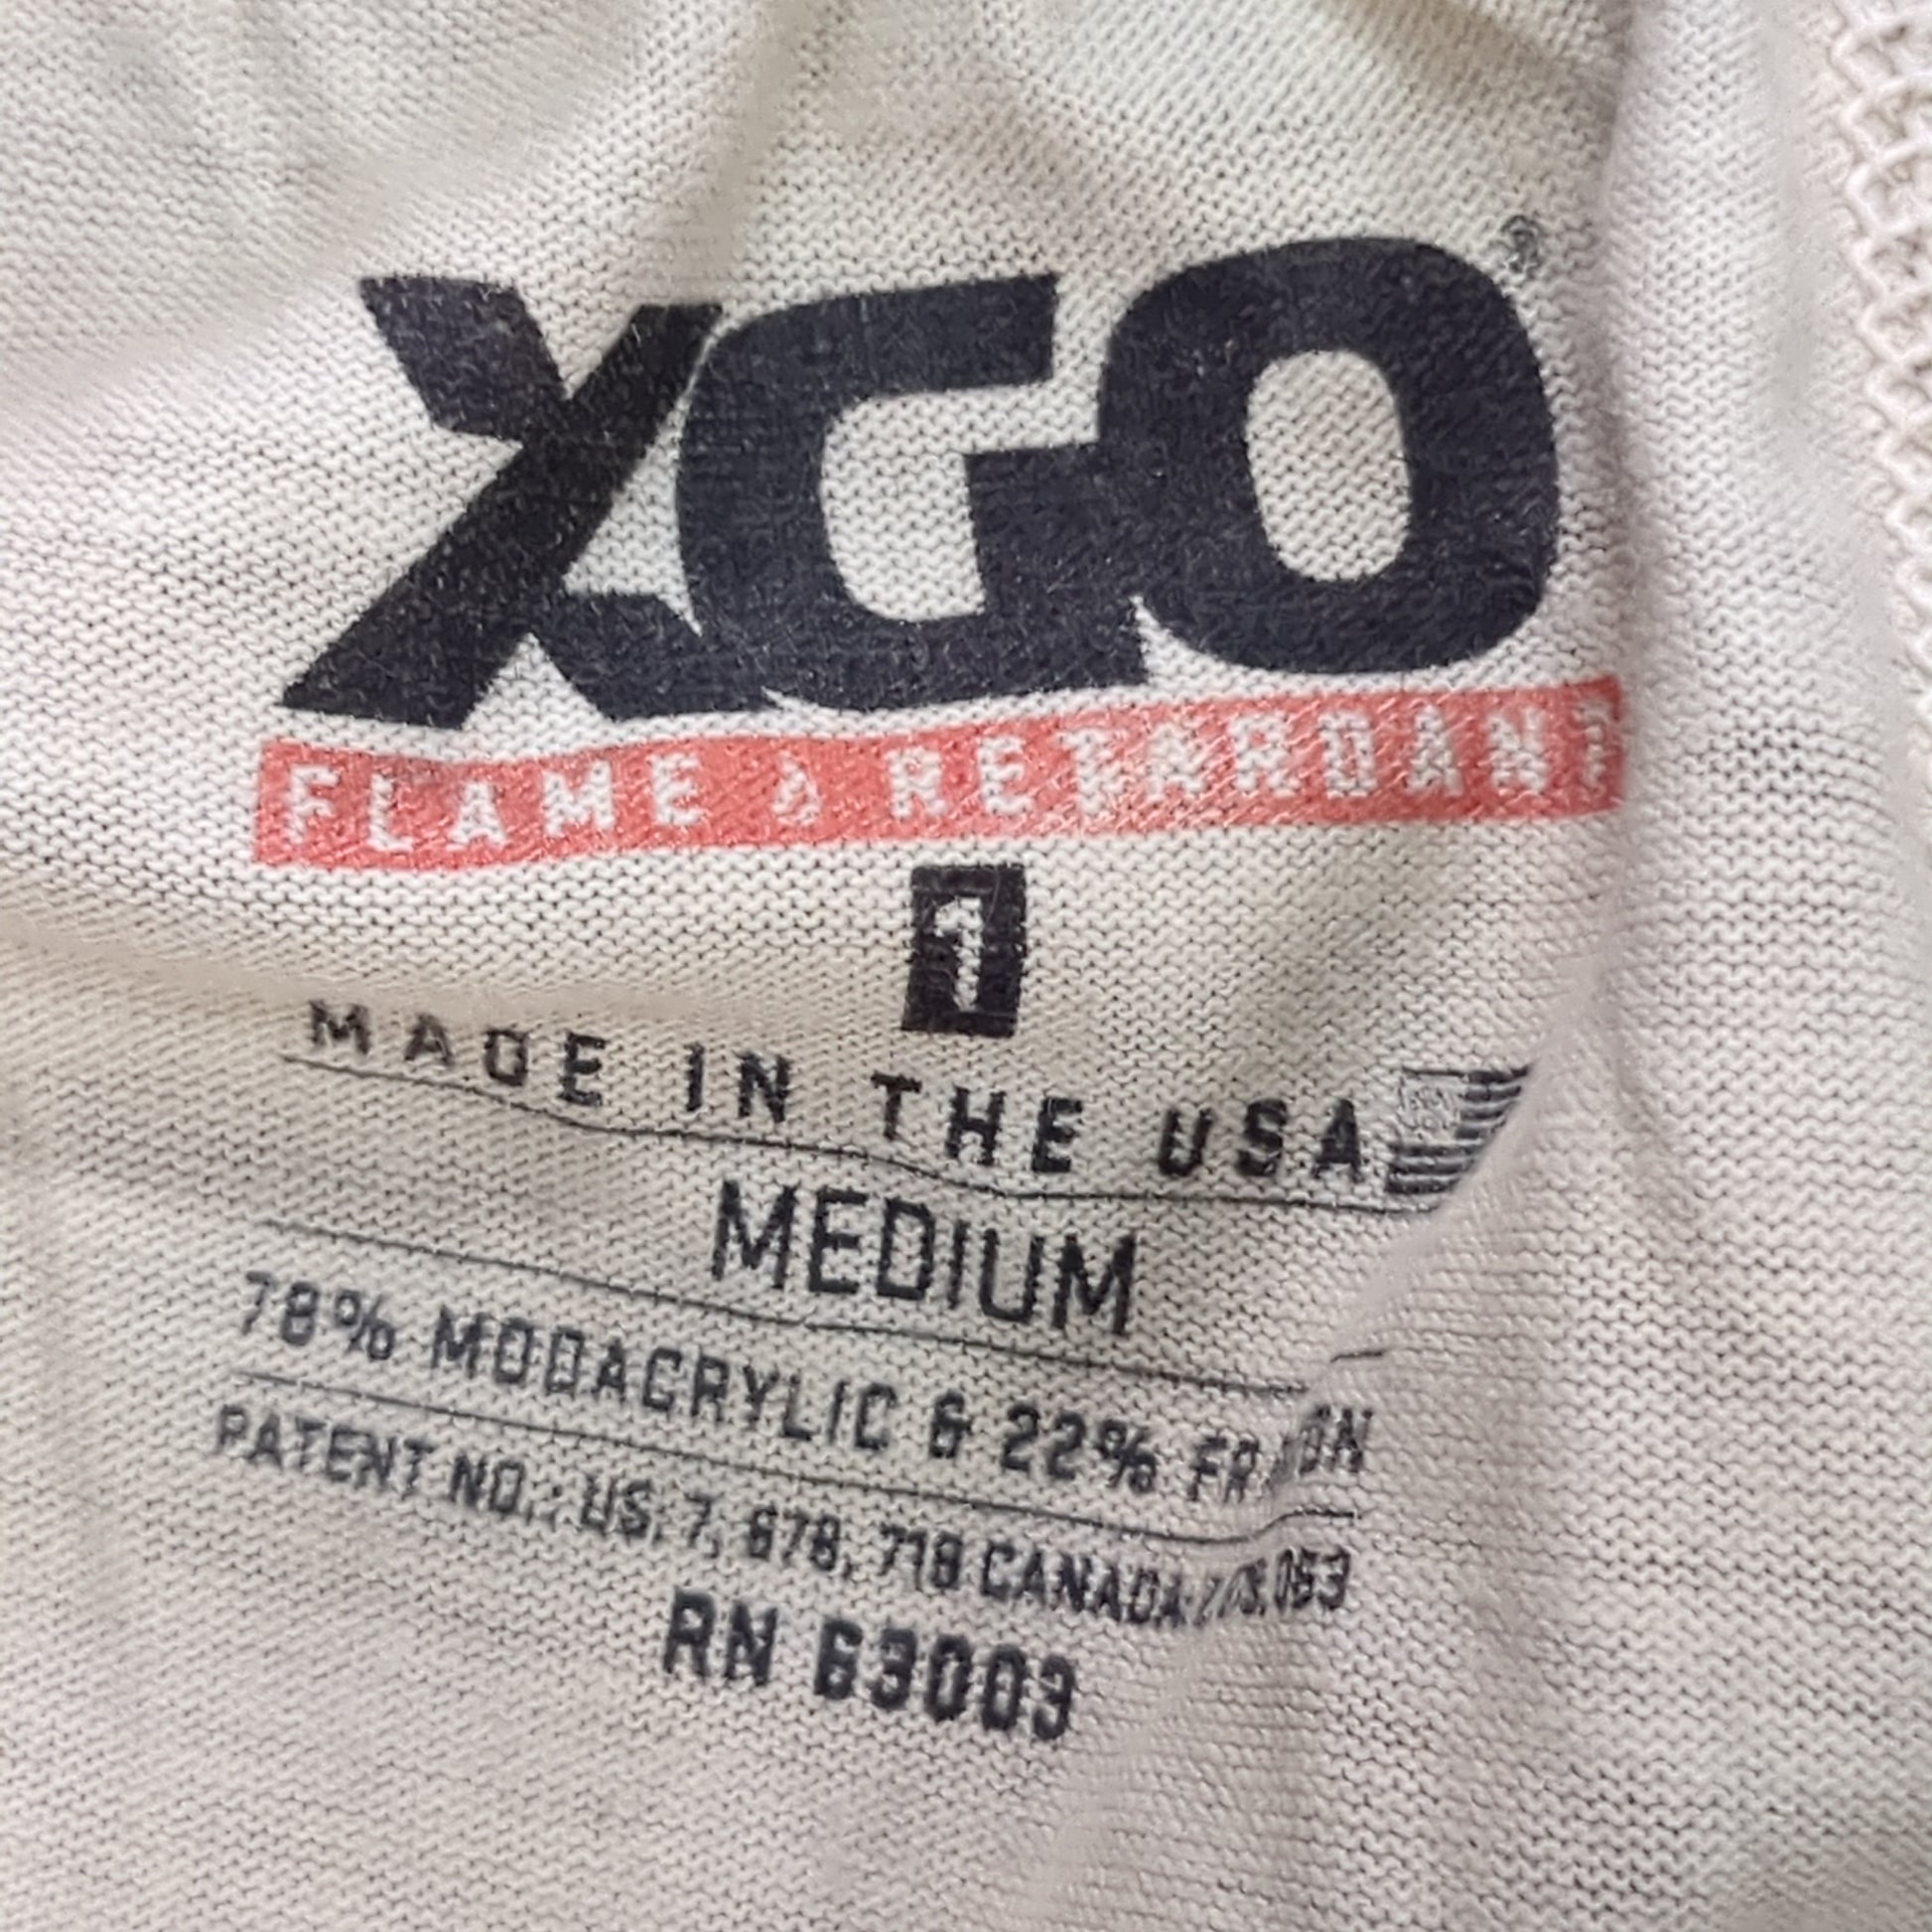 XGO®
FLAME RETARDANT
1
MADE IN THE USA
MEDIUM
78% MODACRYLIC & 22% FR
PATENT NO.: US: 7, 678, 718 CANADA
RN 63003